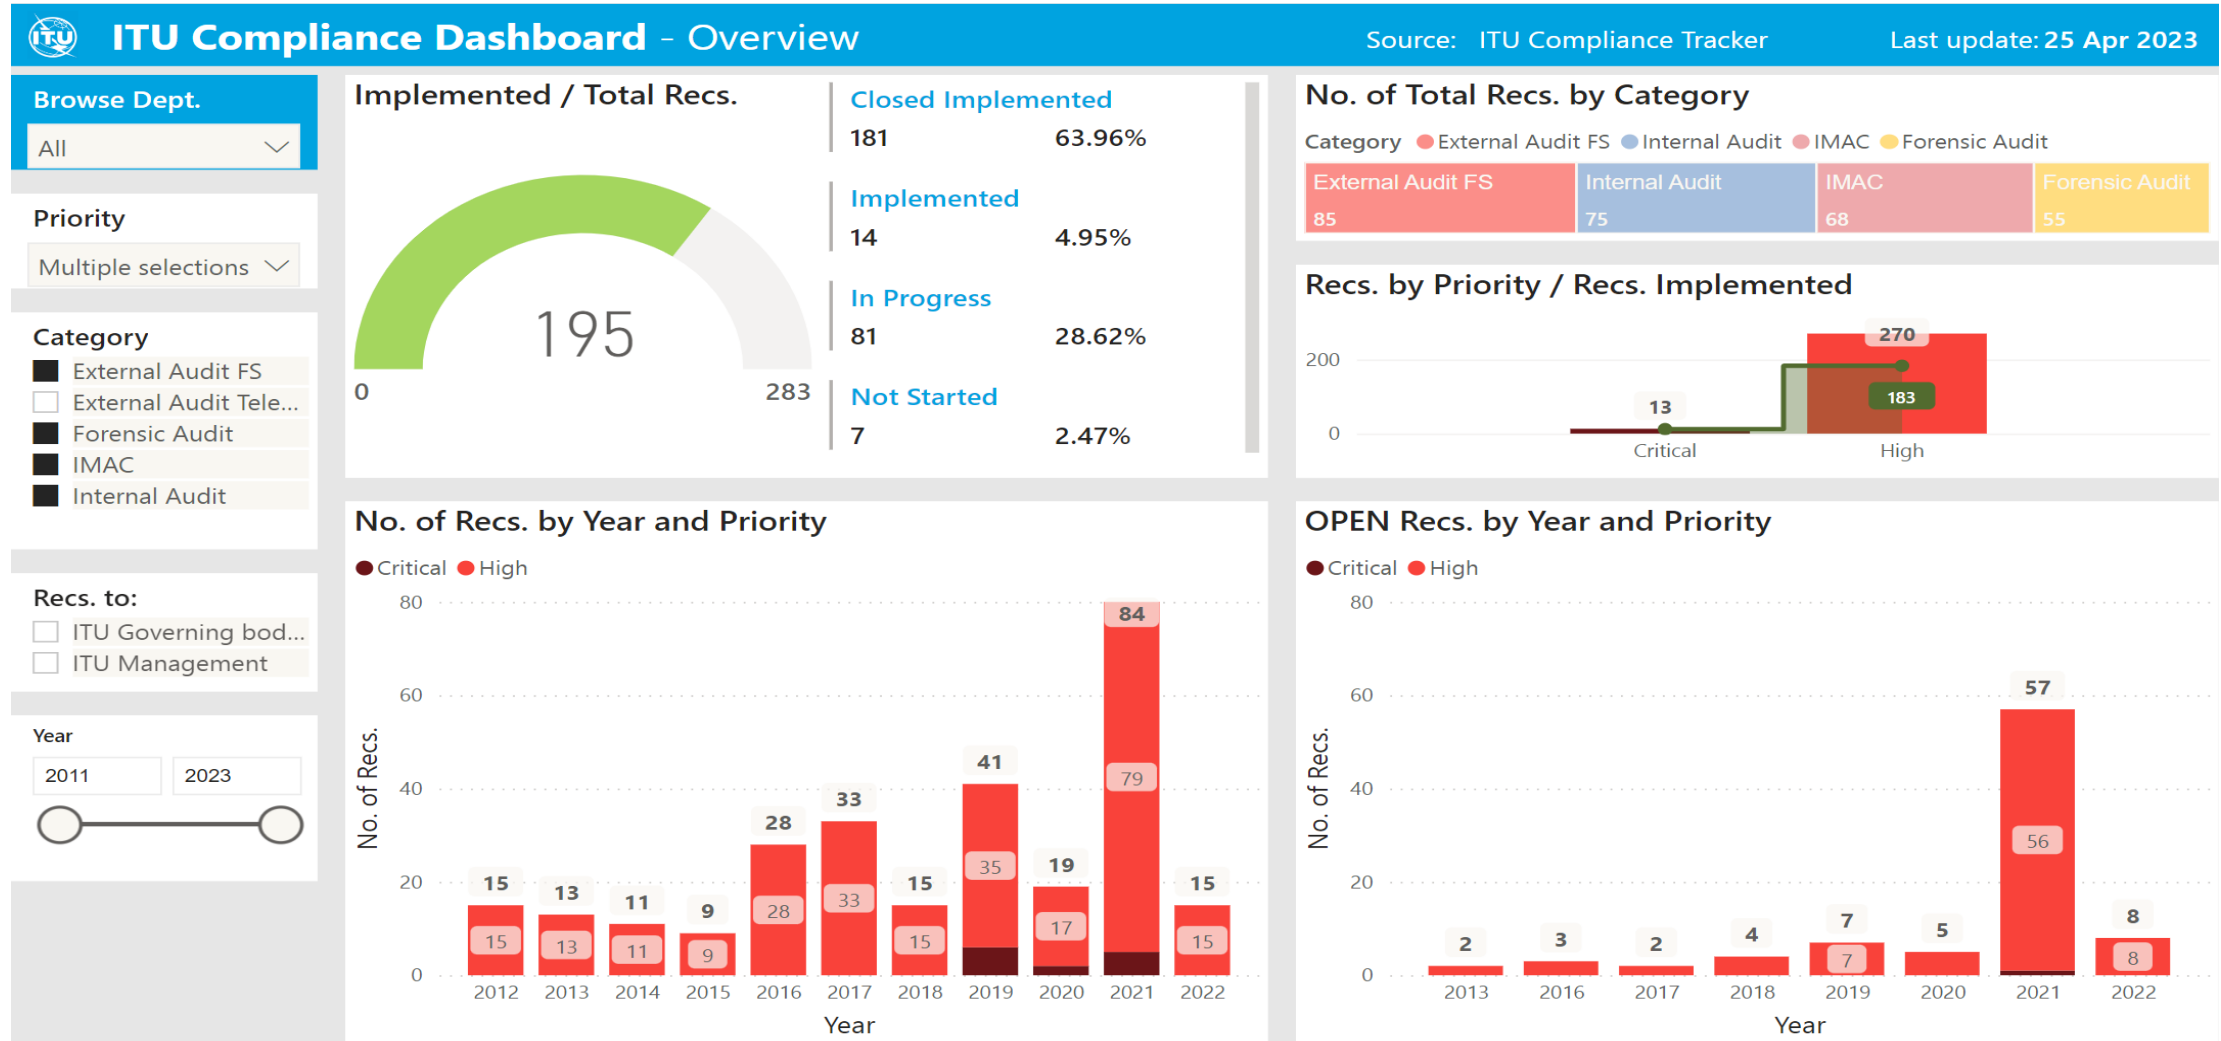 ITU
ITU Compliance Dashboard - Overview
Source: ITU Compliance Tracker
Last update: 25 Apr 2023
Browse Dept.
All
Priority
Multiple selections
Category
External Audit FS
External Audit Tele...
Forensic Audit
IMAC
Internal Audit
Recs. to:
ITU Governing bod...
ITU Management
Year
2011 2023
Implemented / Total Recs.
195
0 283
Closed Implemented
181 63.96%
Implemented
14 4.95%
In Progress
81 28.62%
Not Started
7 2.47%
No. of Total Recs. by Category
Category External Audit FS Internal Audit IMAC Forensic Audit
External Audit FS Internal Audit IMAC Forensic Audit
85 75 68 55
Recs. by Priority / Recs. Implemented
270
200
183
13
0
Critical High
No. of Recs. by Year and Priority
Critical High
80
60
40
20
0
No. of Recs.
15 13 11 9 28 33 15 41 19 84 15
15 13 11 9 28 33 15 35 17 79 15
2012 2013 2014 2015 2016 2017 2018 2019 2020 2021 2022
Year
OPEN Recs. by Year and Priority
Critical High
80
60
40
20
0
No. of Recs.
2 3 2 4 7 5 57 8
7 56 8
2013 2016 2017 2018 2019 2020 2021 2022
Year